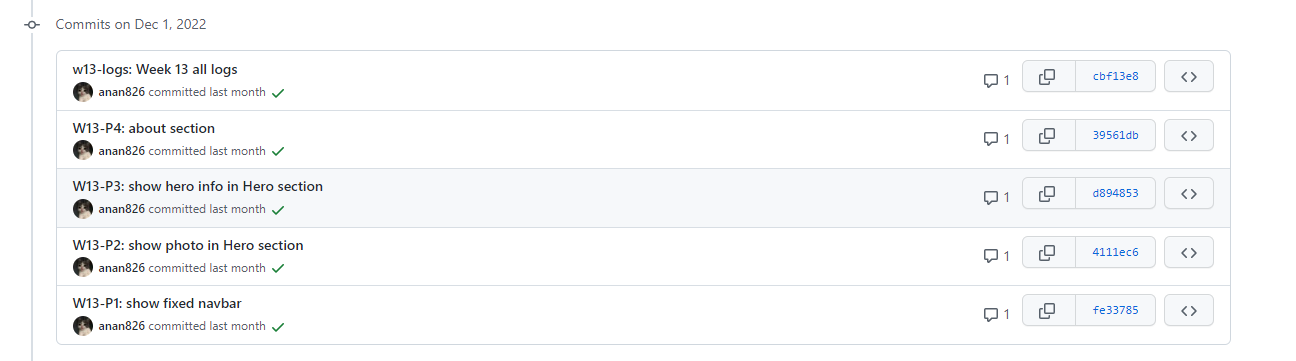 Commits on Dec 1, 2022
w13-logs: Week 13 all logs
anan826 committed last month
1
cbf13e8
W13-P4: about section
anan826 committed last month
1
39561db
W13-P3: show hero info in Hero section
anan826 committed last month
1
d894853
W13-P2: show photo in Hero section
anan826 committed last month
1
4111ec6
W13-P1: show fixed navbar
anan826 committed last month
1
fe33785